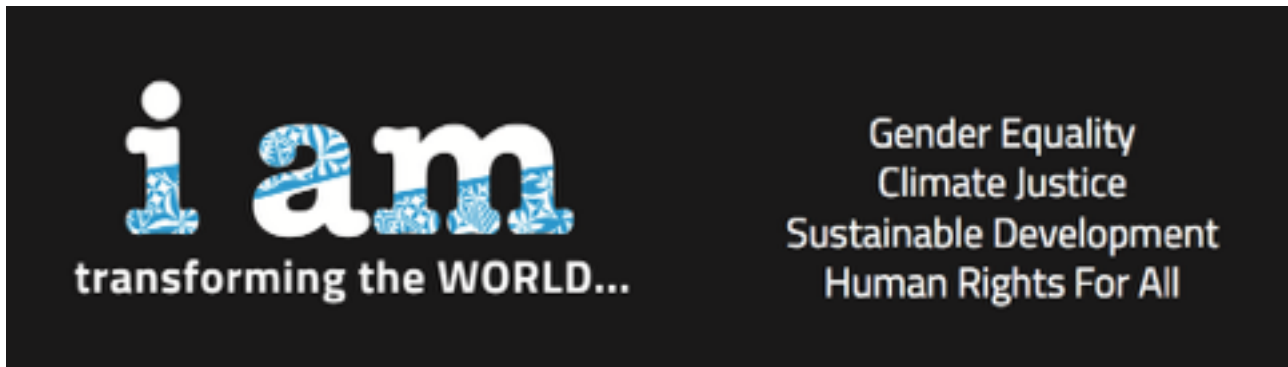 i am
transforming the WORLD...
Gender Equality
Climate Justice
Sustainable Development
Human Rights For All